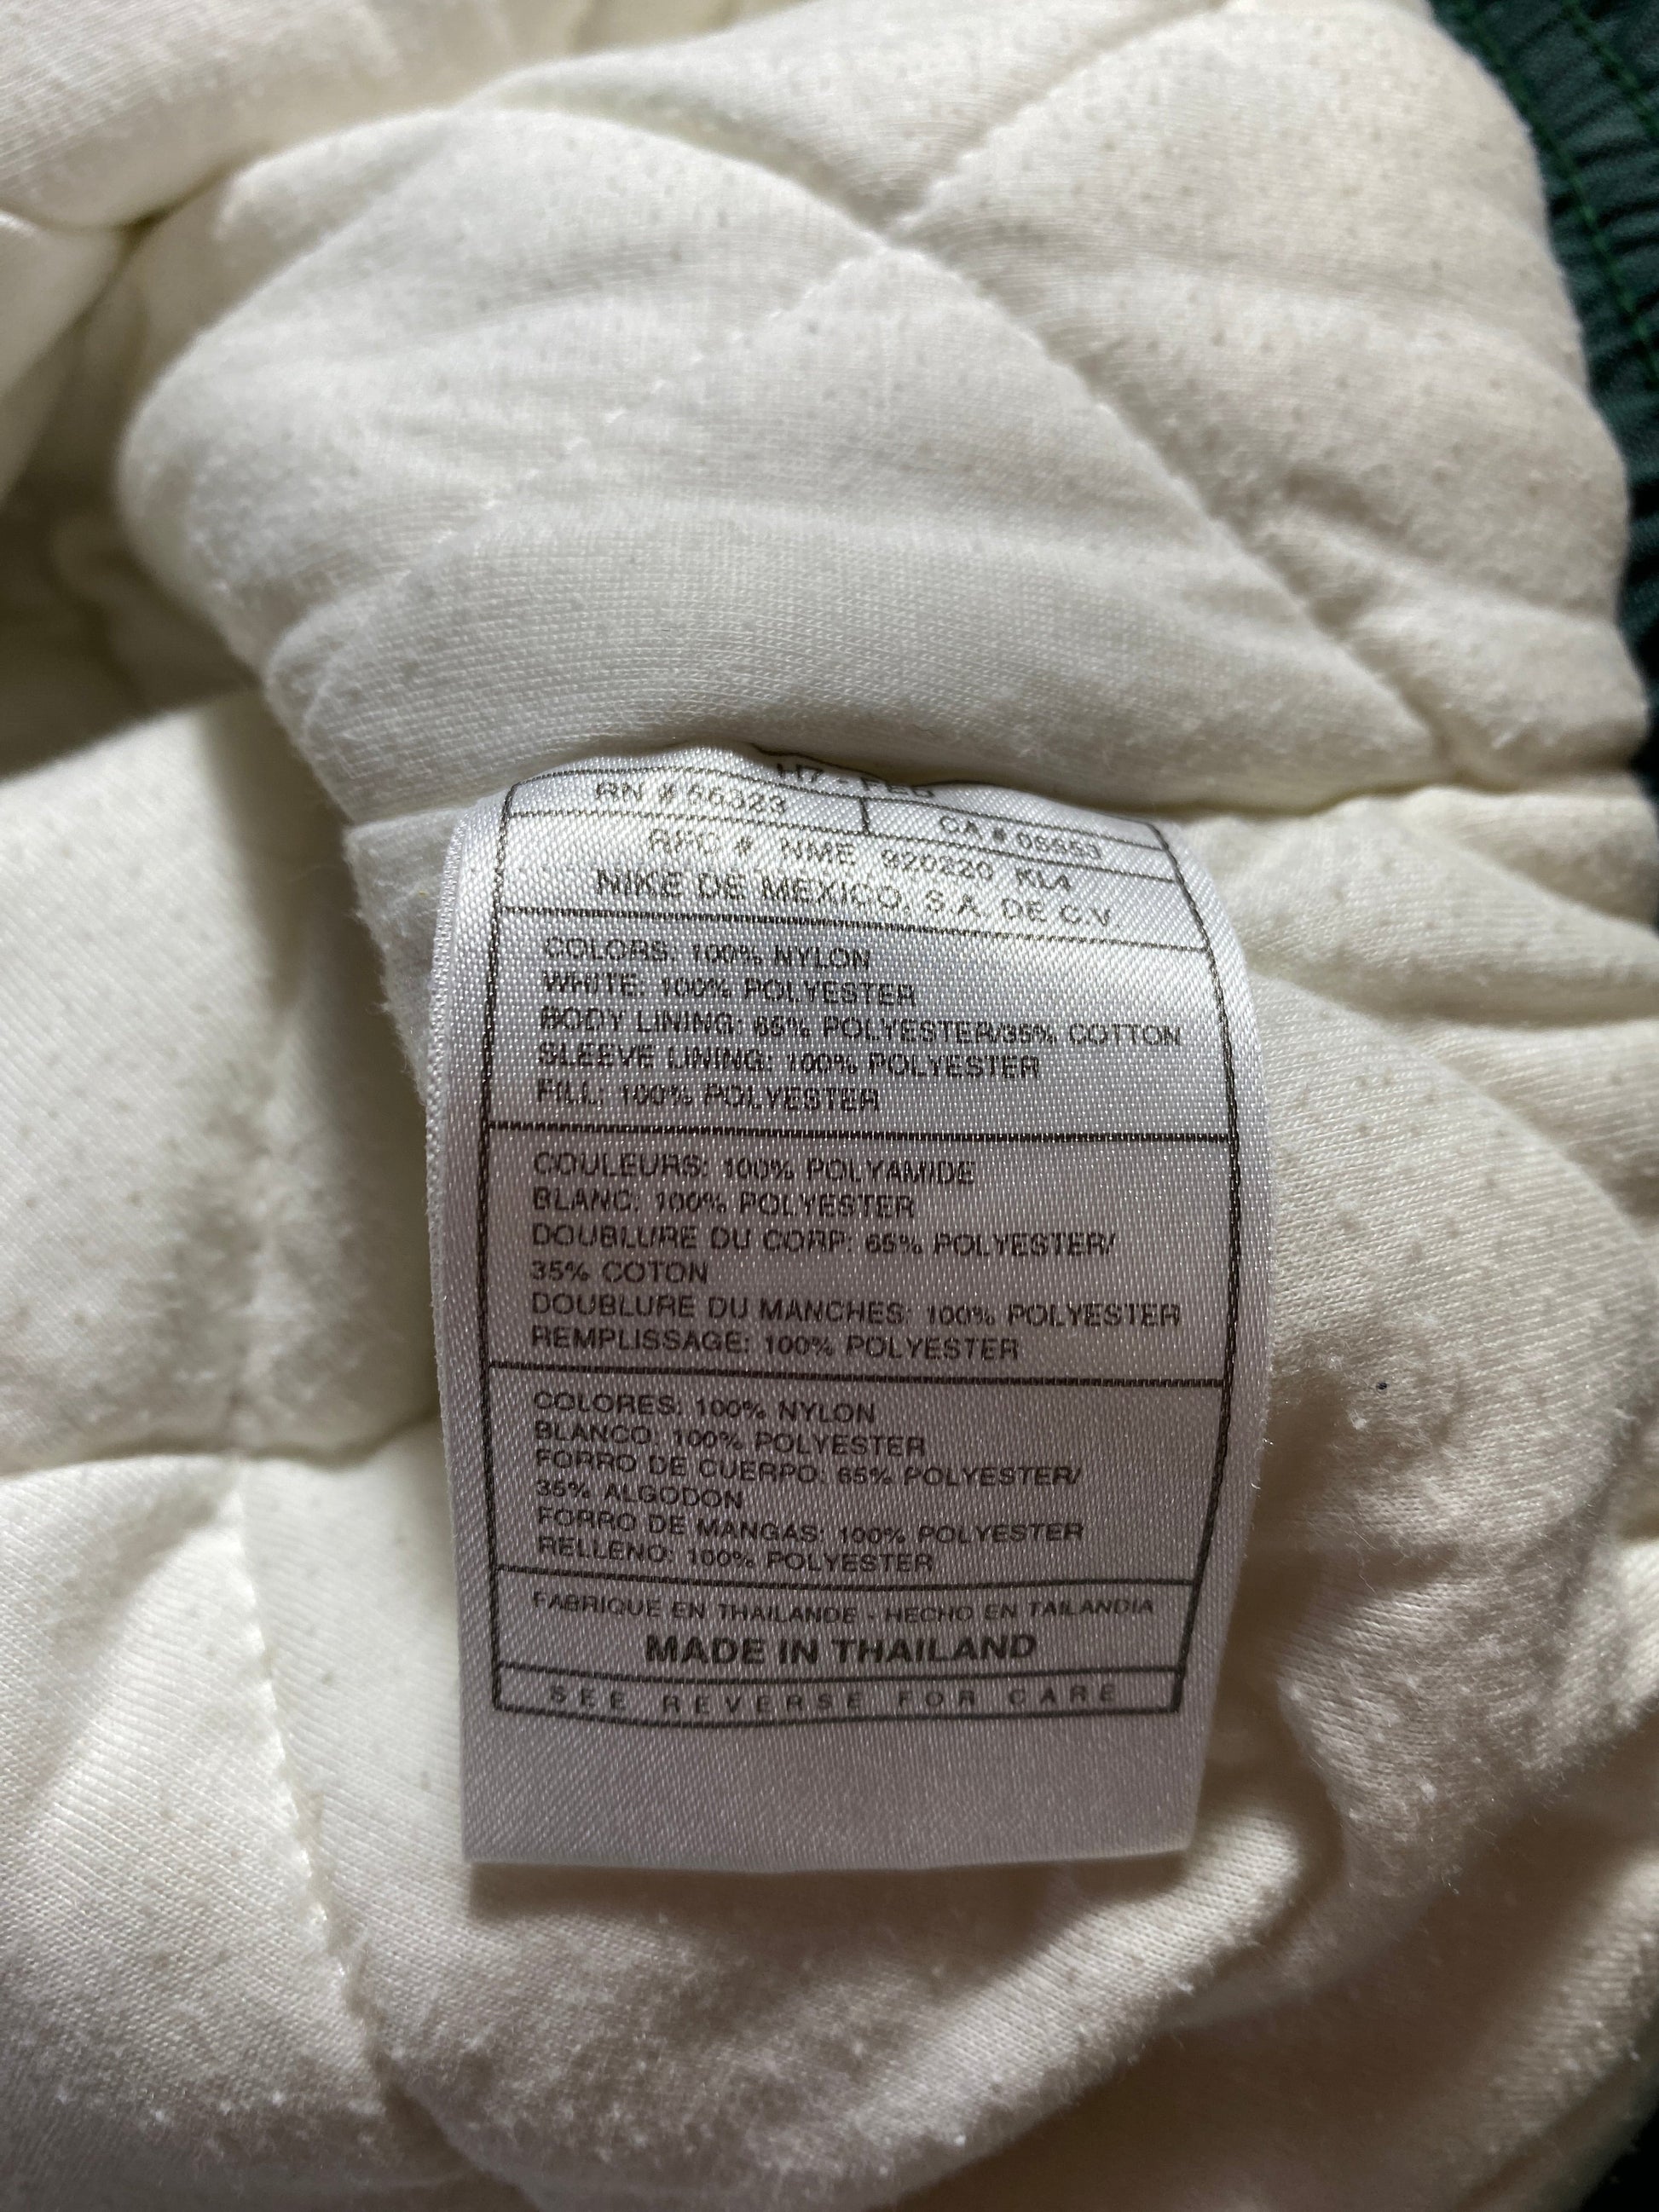 RN # 56323
CA # 05553
RFC # NME 920220 KU4
NIKE DE MEXICO, S.A. DE C.V.
COLORS: 100% NYLON
WHITE: 100% POLYESTER
BODY LINING: 65% POLYESTER/35% COTTON
SLEEVE LINING: 100% POLYESTER
FILL: 100% POLYESTER
COULEURS: 100% POLYAMIDE
BLANC: 100% POLYESTER
DOUBLURE DU CORP: 65% POLYESTER/
35% COTON
DOUBLURE DU MANCHES: 100% POLYESTER
REMPLISSAGE: 100% POLYESTER
COLORES: 100% NYLON
BLANCO: 100% POLYESTER
FORRO DE CUERPO: 65% POLYESTER/
35% ALGODON
FORRO DE MANGAS: 100% POLYESTER
RELLENO: 100% POLYESTER
FABRIQUE EN THAILANDE - HECHO EN TAILANDIA
MADE IN THAILAND
SEE REVERSE FOR CARE